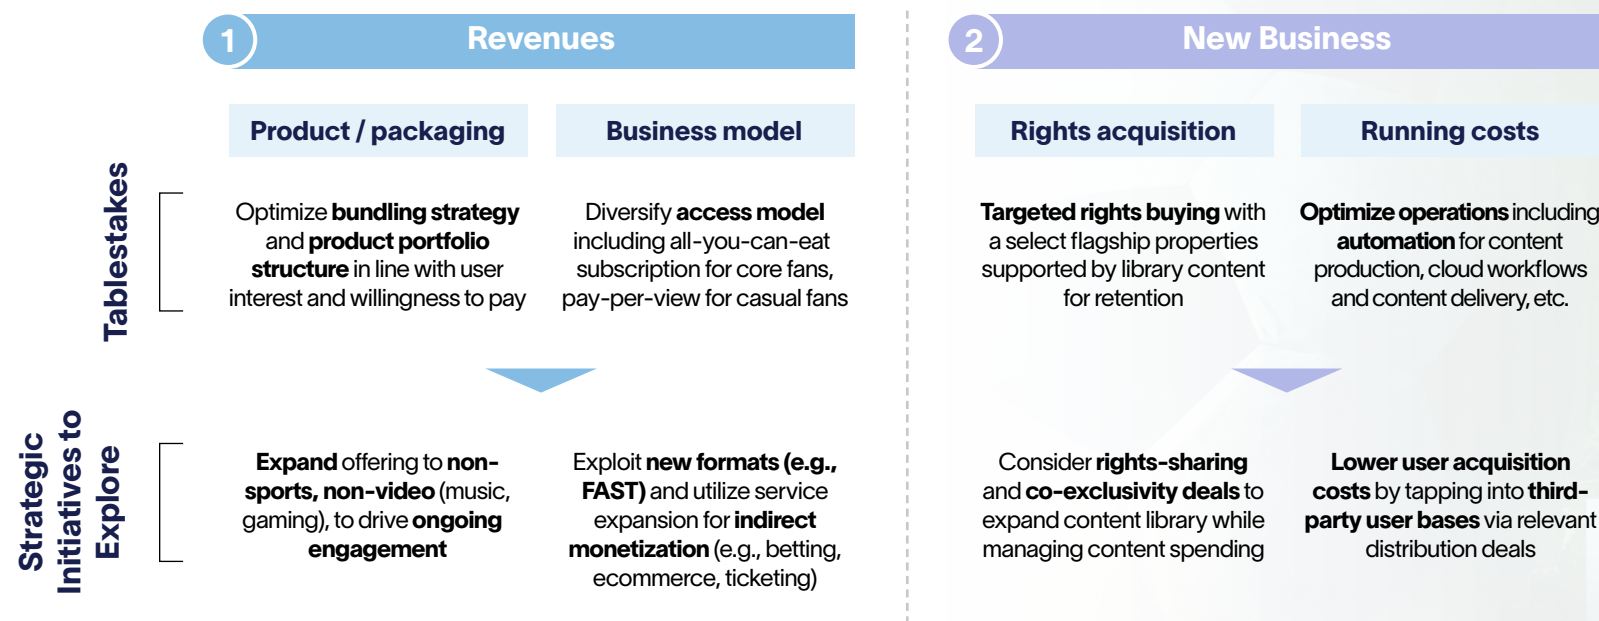 1
Revenues
2
New Business
Product / packaging
Business model
Rights acquisition
Running costs
Tablestakes
Optimize bundling strategy
and product portfolio
structure in line with user
interest and willingness to pay
Diversify access model
including all-you-can-eat
subscription for core fans,
pay-per-view for casual fans
Targeted rights buying with
a select flagship properties
supported by library content
for retention
Optimize operations including
automation for content
production, cloud workflows
and content delivery, etc.
Strategic
Initiatives to
Explore
Expand offering to non-
sports, non-video (music,
gaming), to drive ongoing
engagement
Exploit new formats (e.g.,
FAST) and utilize service
expansion for indirect
monetization (e.g., betting,
ecommerce, ticketing)
Consider rights-sharing
and co-exclusivity deals to
expand content library while
managing content spending
Lower user acquisition
costs by tapping into third-
party user bases via relevant
distribution deals